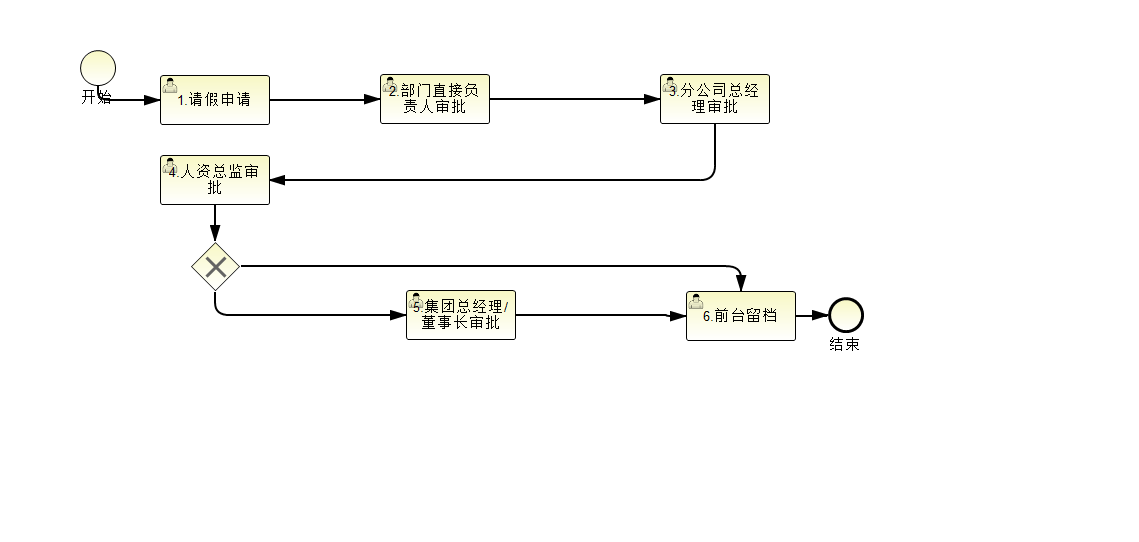 开始
1.请假申请
2.部门直接负
责人审批
3.分公司总经
理审批
4.人资总监审
批
5.集团总经理/
董事长审批
6.前台留档
结束